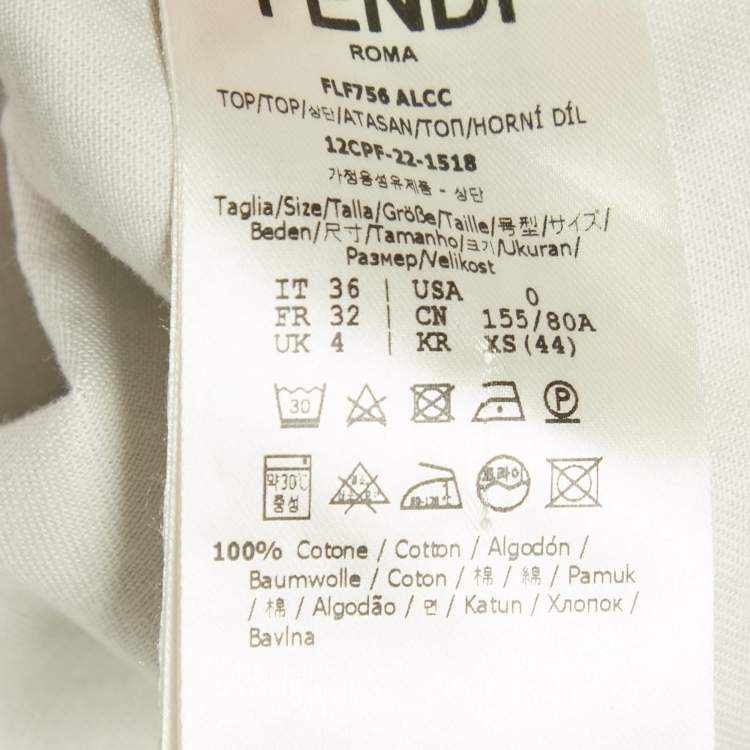 FENDI
ROMA
FLF756 ALCC
TOP/TOP/상단/ATASAN/ТОП/HORNÍ DÍL
12CPF-22-1518
가정용섬유제품 - 상단
Taglia/Size/Talla/Größe/Taille/号型/サイズ/
Beden/尺寸/Tamanho/크기/Ukuran/
Размер/Velikost
IT 36 | USA 0
FR 32 | CN 155/80A
UK 4 | KR XS(44)
30 P
약30℃ 드라이
중성
100% Cotone / Cotton / Algodón /
Baumwolle / Coton / 棉 / 綿 / Pamuk
/ 棉 / Algodão / 면 / Katun / Хлопок /
Bavlna